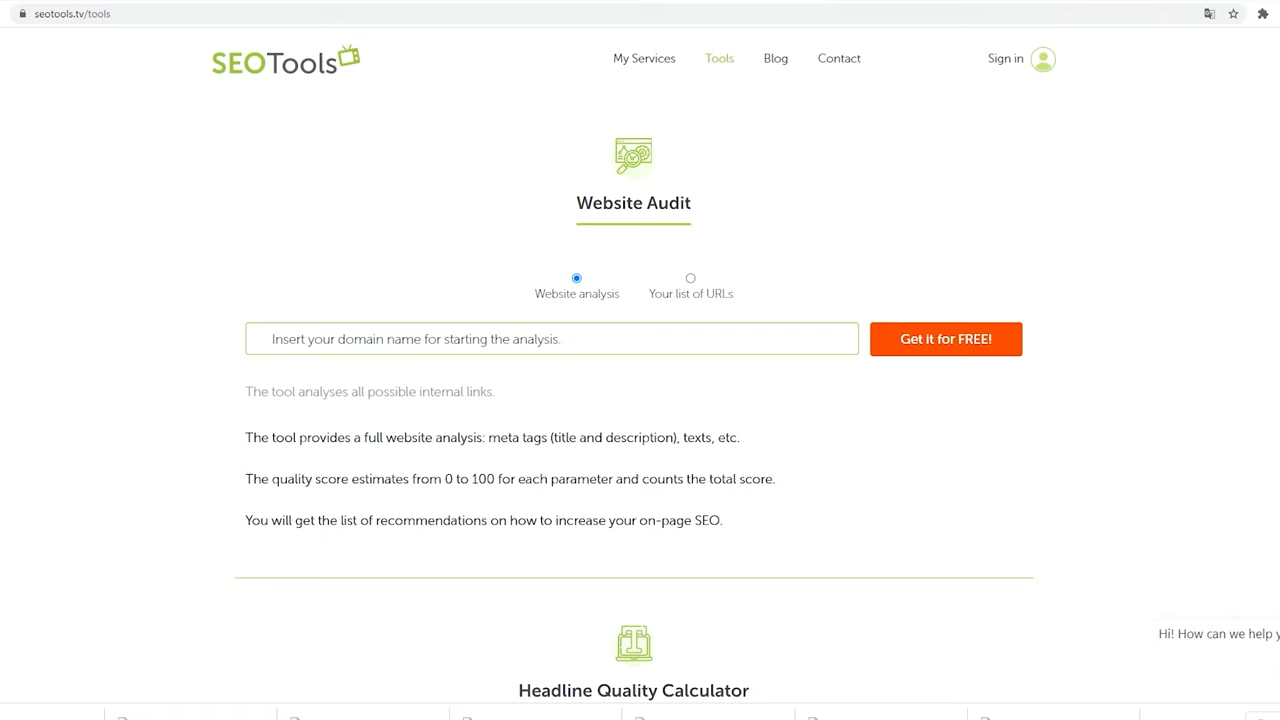 seotools.tv/tools
SEOTools
My Services Tools Blog Contact Sign in
Website Audit
Website analysis Your list of URLs
Insert your domain name for starting the analysis. Get it for FREE!
The tool analyses all possible internal links.
The tool provides a full website analysis: meta tags (title and description), texts, etc.
The quality score estimates from 0 to 100 for each parameter and counts the total score.
You will get the list of recommendations on how to increase your on-page SEO.
Hi! How can we help y
Headline Quality Calculator